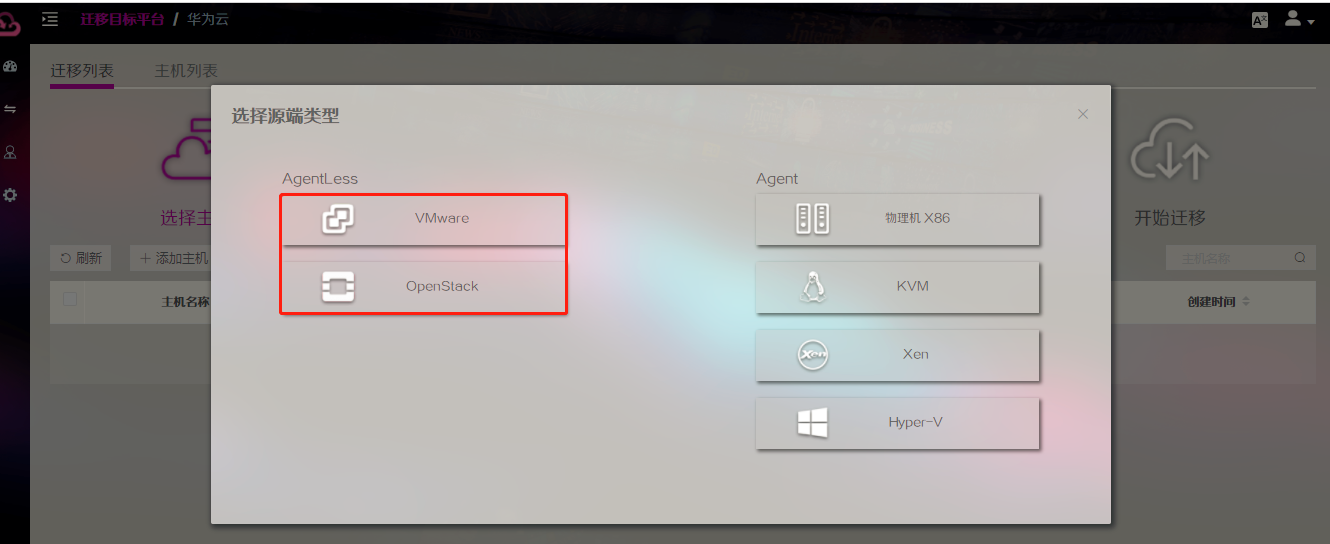 迁移目标平台 / 华为云
迁移列表 主机列表
选择源端类型
AgentLess
VMware
OpenStack
Agent
物理机 X86
KVM
Xen
Hyper-V
选择主
开始迁移
刷新 + 添加主机
主机名称
主机名称
创建时间